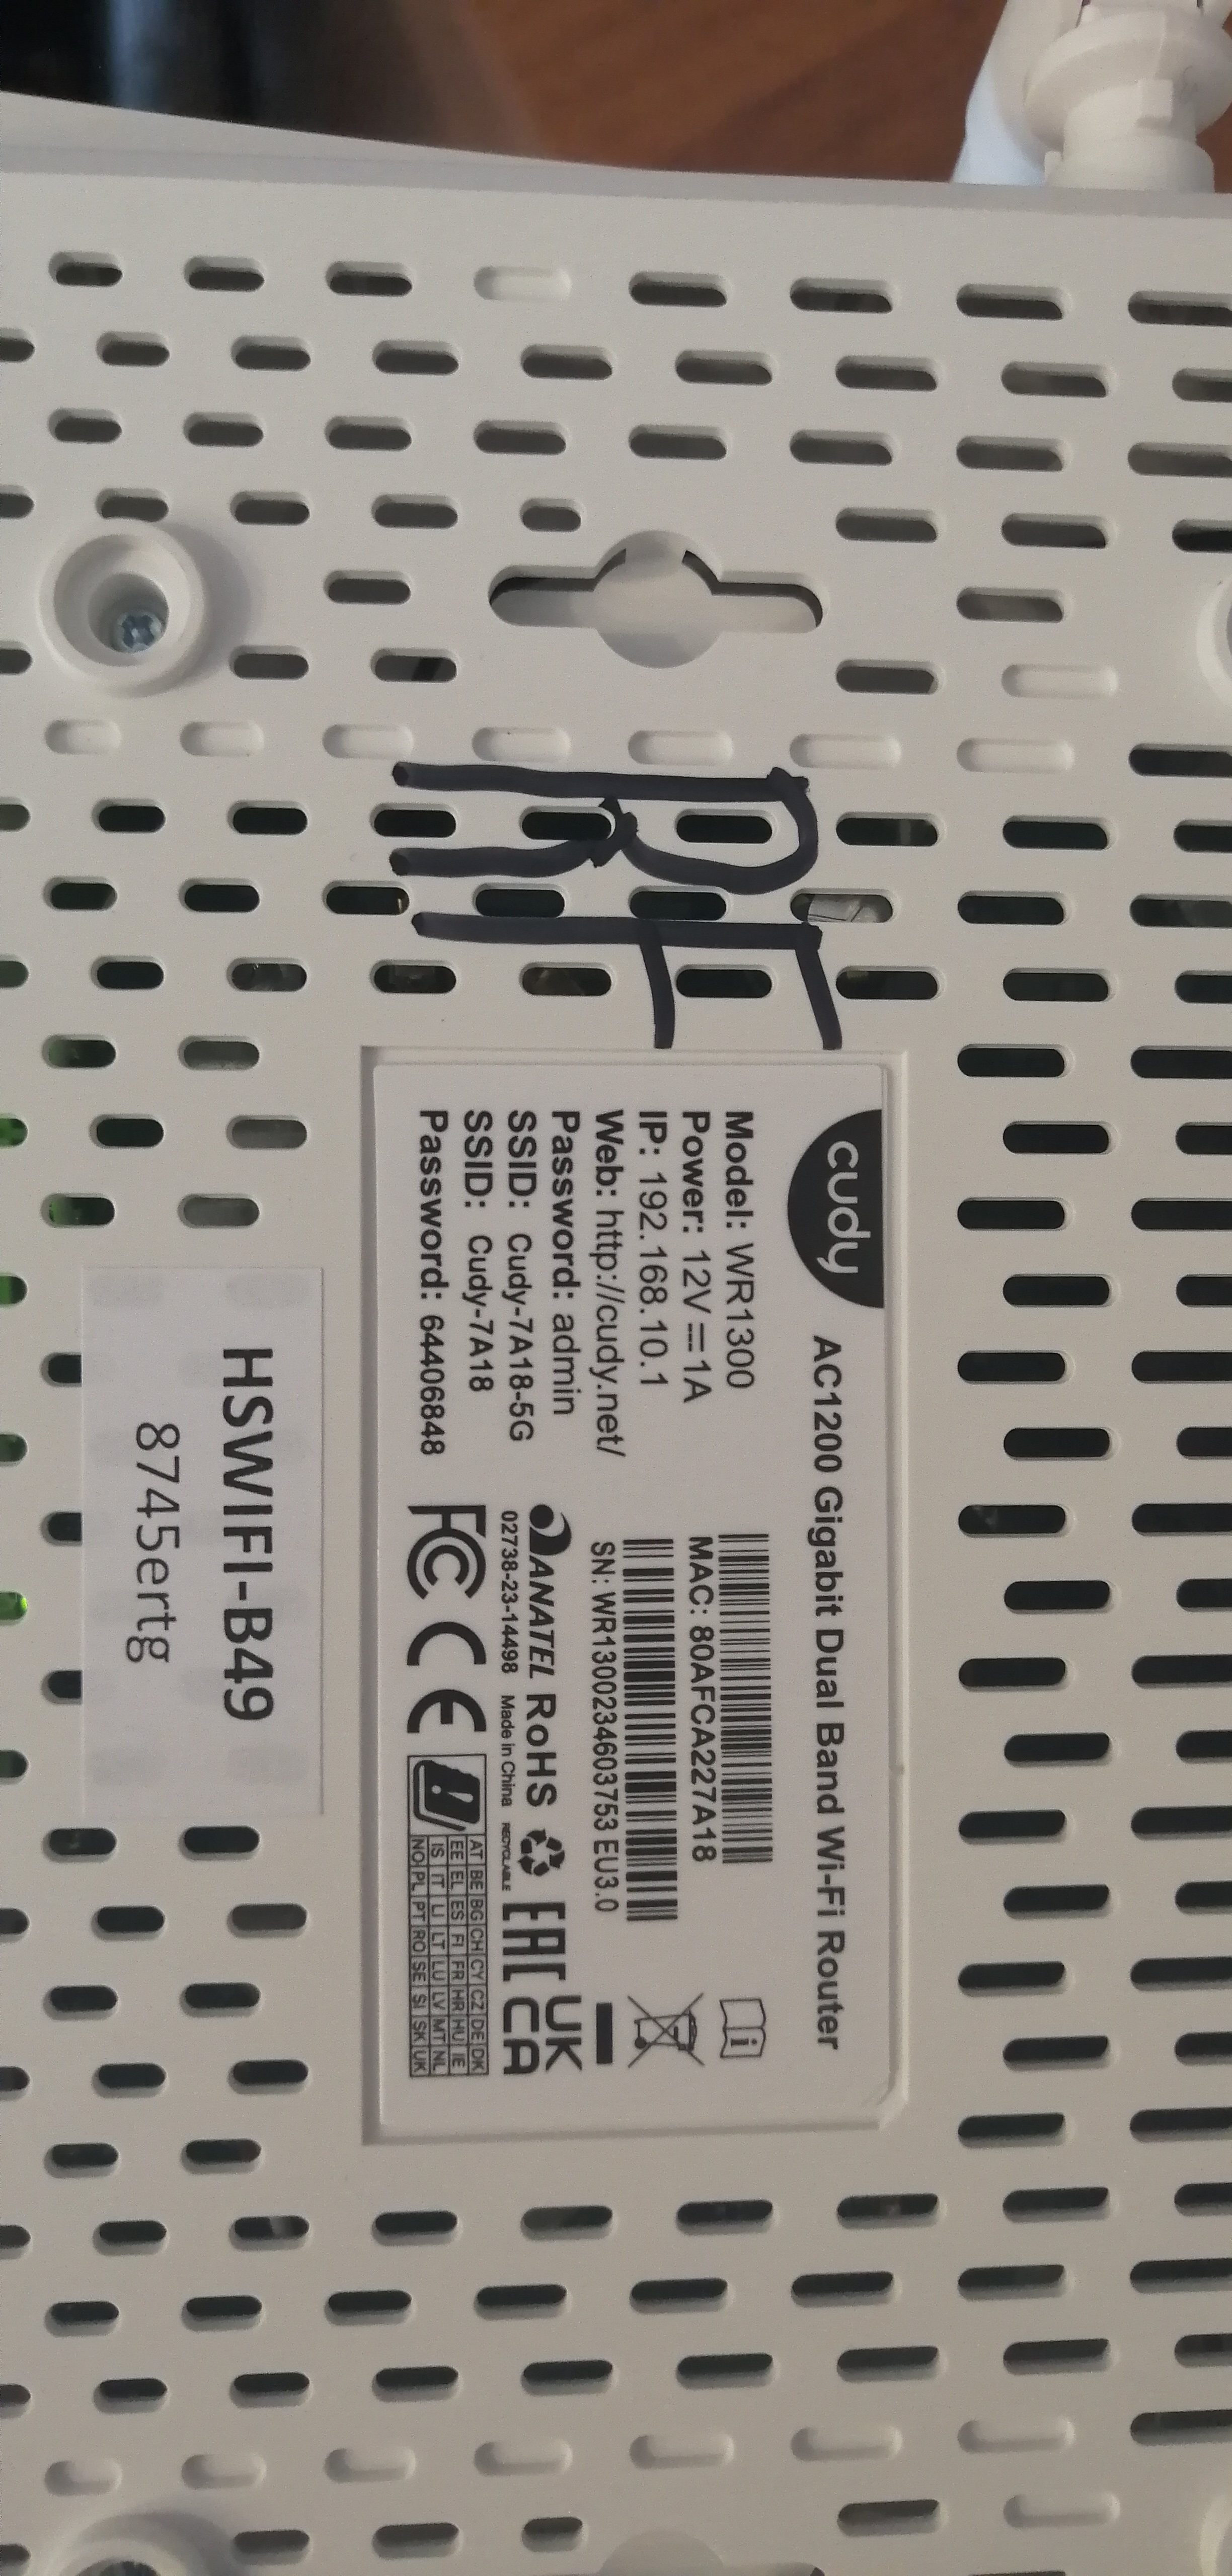 RF
cudy
AC1200 Gigabit Dual Band Wi-Fi Router
Model: WR1300
Power: 12V⎓1A
IP: 192.168.10.1
Web: http://cudy.net/
Password: admin
SSID: Cudy-7A18-5G
SSID: Cudy-7A18
Password: 64406848
MAC: 80AFCA227A18
SN: WR1300234603753 EU3.0
ANATEL RoHS
02738-23-14498 Made in China RECYCLABLE
FC CE EAC UK CA
AT BE BG CH CY CZ DE DK
EE EL ES FI FR HR HU IE
IS IT LI LT LU LV MT NL
NO PL PT RO SE SI SK UK
HSWIFI-B49
8745ertg